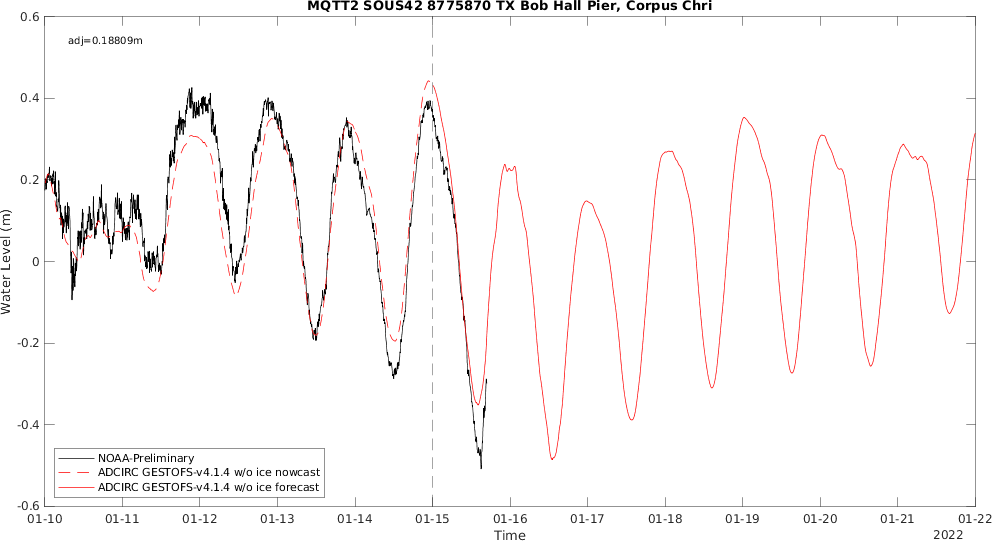 MQTT2 SOUS42 8775870 TX Bob Hall Pier, Corpus Chri
adj=0.18809m
0.6
0.4
0.2
0
-0.2
-0.4
-0.6
Water Level (m)
NOAA-Preliminary
ADCIRC GESTOFS-v4.1.4 w/o ice nowcast
ADCIRC GESTOFS-v4.1.4 w/o ice forecast
01-10 01-11 01-12 01-13 01-14 01-15 01-16 01-17 01-18 01-19 01-20 01-21 01-22
Time
2022